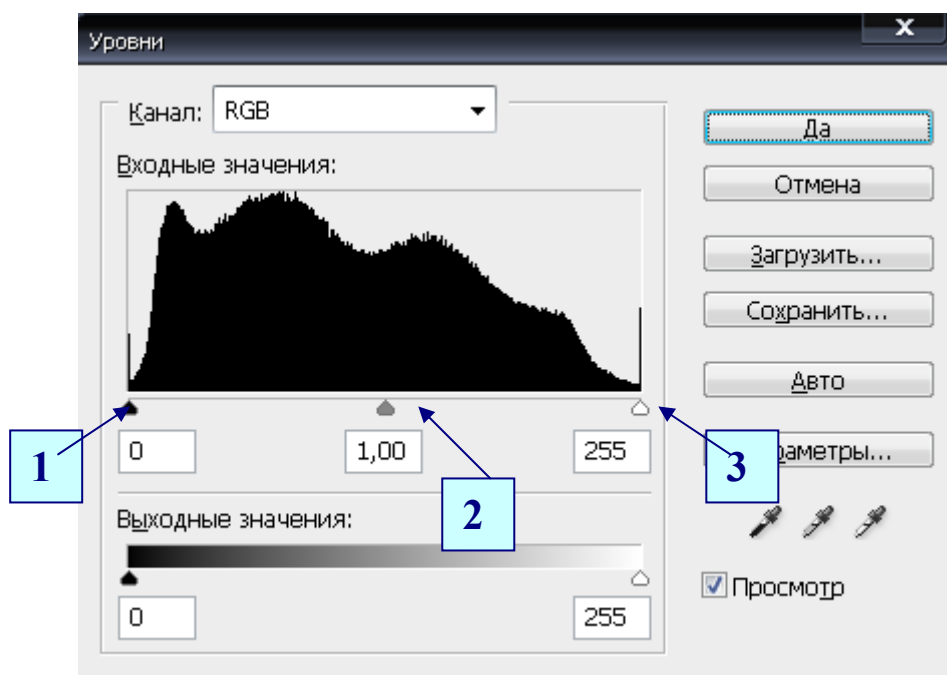 Уровни
x
Канал: RGB
Входные значения:
0 1,00 255
Выходные значения:
0 255
Да
Отмена
Загрузить...
Сохранить...
Авто
аметры...
Просмотр
1
2
3